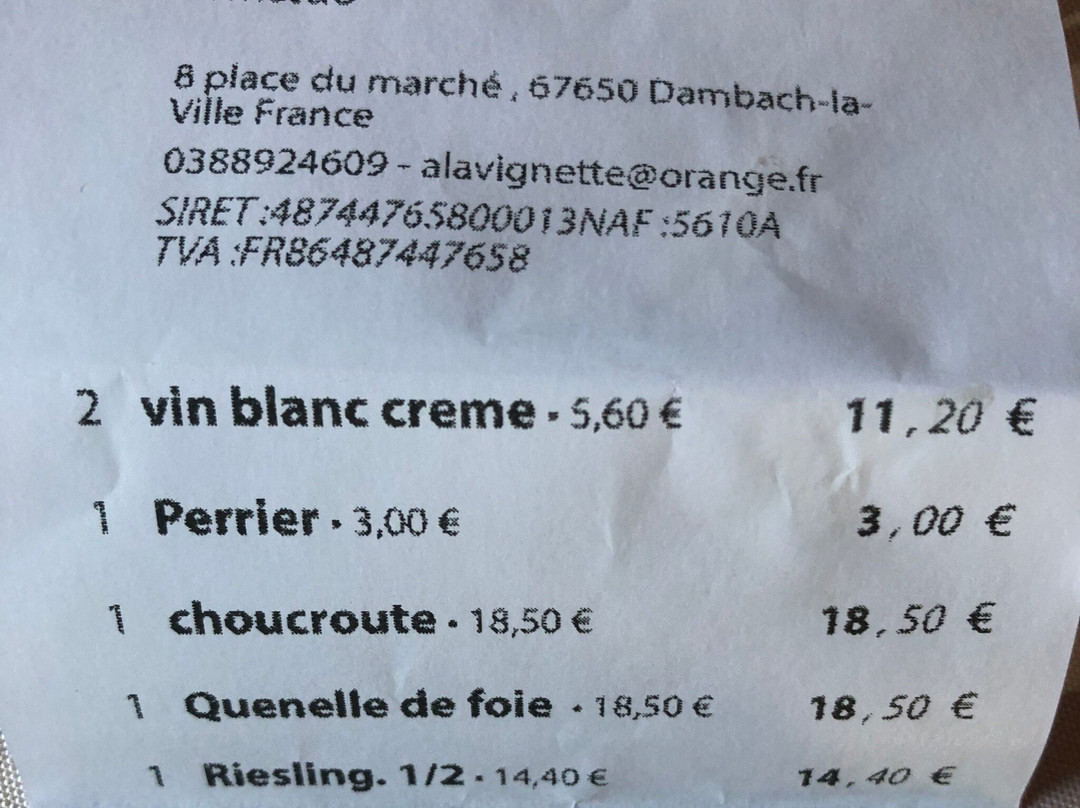 8 place du marché, 67650 Dambach-la-
Ville France
0388924609 - alavignette@orange.fr
SIRET :48744765800013NAF :5610A
TVA :FR86487447658
2 vin blanc creme · 5,60 € 11,20 €
1 Perrier · 3,00 € 3,00 €
1 choucroute · 18,50 € 18,50 €
1 Quenelle de foie · 18,50 € 18,50 €
1 Riesling. 1/2 · 14,40 € 14,40 €